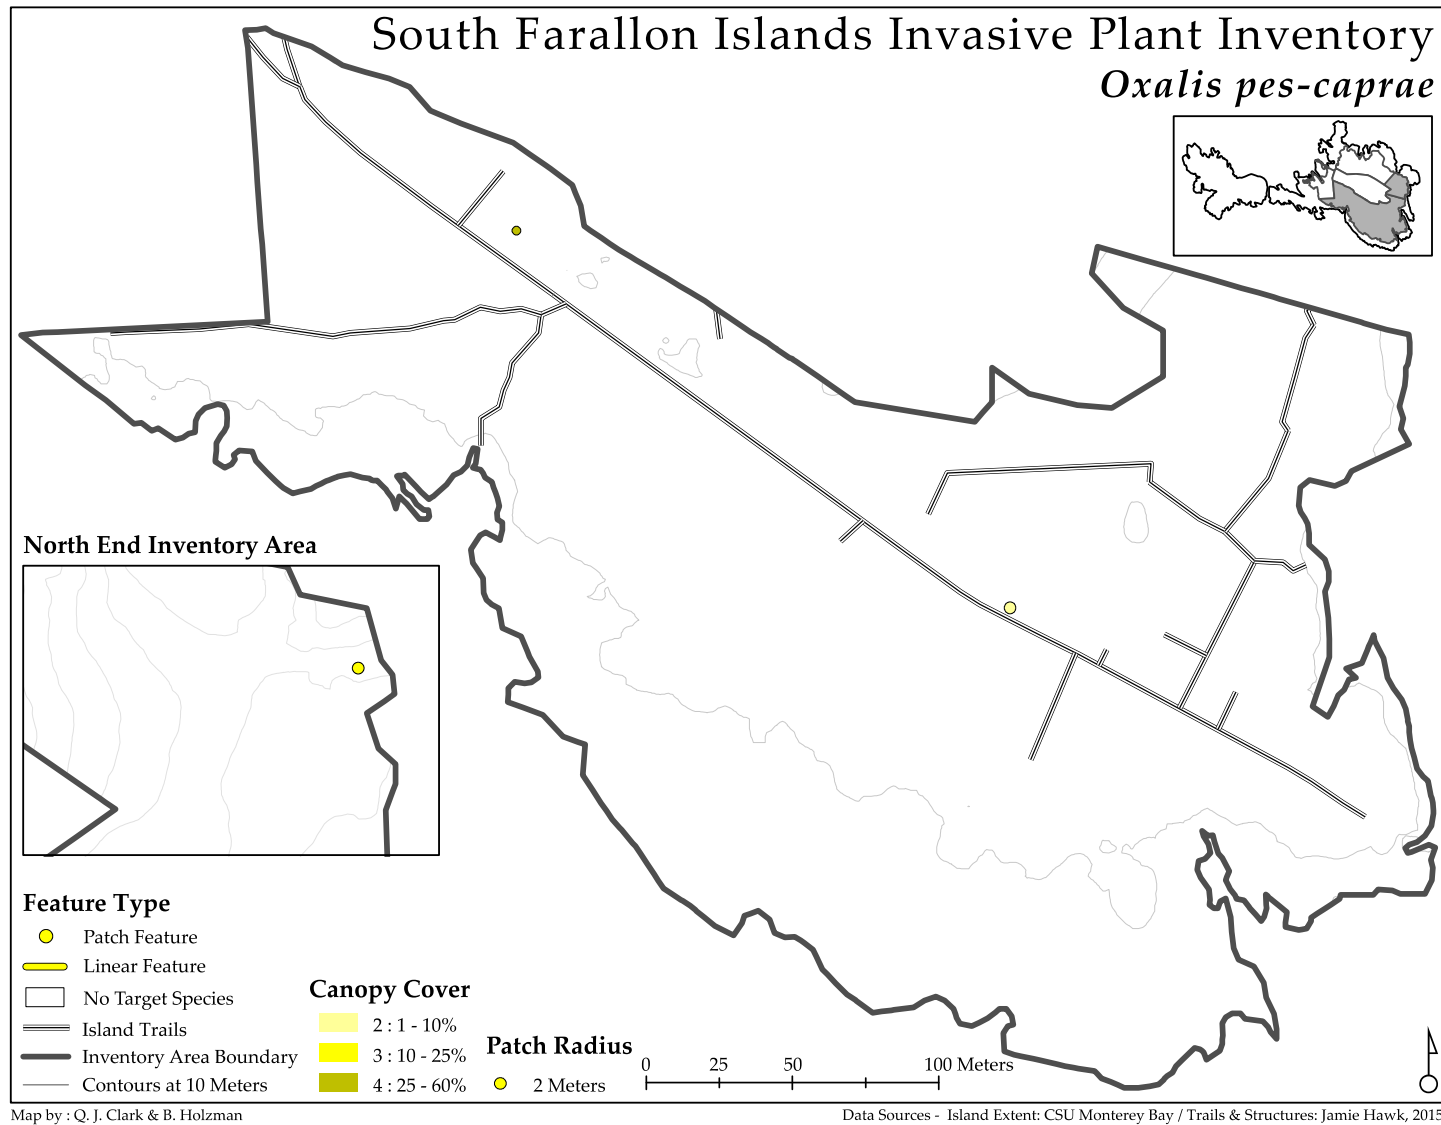 South Farallon Islands Invasive Plant Inventory
Oxalis pes-caprae
North End Inventory Area
Feature Type
Patch Feature
Linear Feature
No Target Species
Island Trails
Inventory Area Boundary
Contours at 10 Meters
Canopy Cover
2 : 1 - 10%
3 : 10 - 25%
4 : 25 - 60%
Patch Radius
2 Meters
0 25 50 100 Meters
Map by : Q. J. Clark & B. Holzman
Data Sources - Island Extent: CSU Monterey Bay / Trails & Structures: Jamie Hawk, 2015